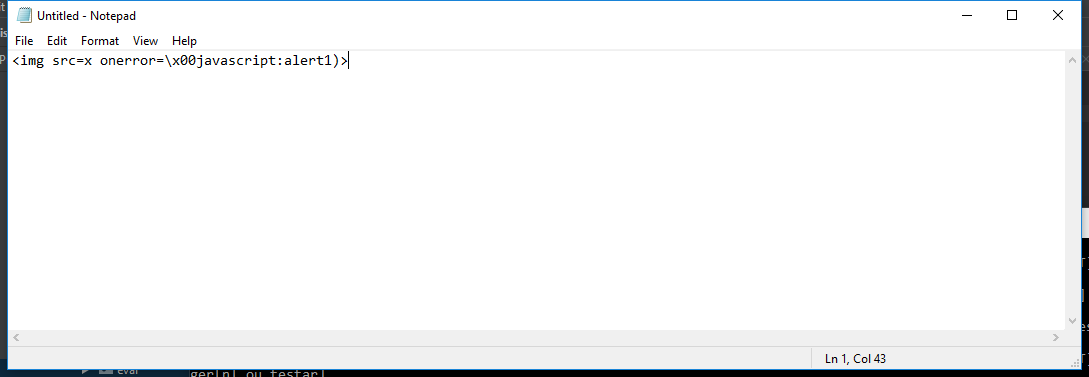 Untitled - Notepad
File Edit Format View Help
<img src=x onerror=\x00javascript:alert1)>
Ln 1, Col 43
eval
ger[n] ou testar[